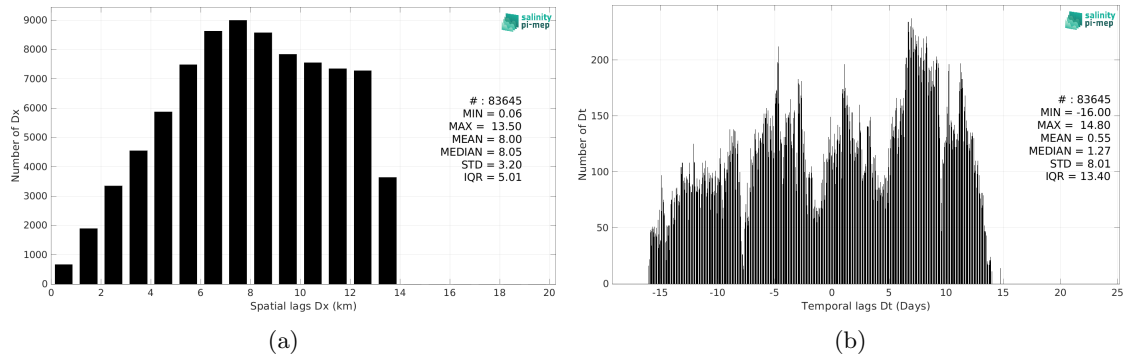 9000
8000
7000
6000
5000
4000
3000
2000
1000
0
Number of Dx
salinity
pi-mep
# : 83645
MIN = 0.06
MAX = 13.50
MEAN = 8.00
MEDIAN = 8.05
STD = 3.20
IQR = 5.01
0 2 4 6 8 10 12 14 16 18 20
Spatial lags Dx (km)
(a)
200
150
100
50
0
Number of Dt
salinity
pi-mep
# : 83645
MIN = -16.00
MAX = 14.80
MEAN = 0.55
MEDIAN = 1.27
STD = 8.01
IQR = 13.40
-15 -10 -5 0 5 10 15 20 25
Temporal lags Dt (Days)
(b)